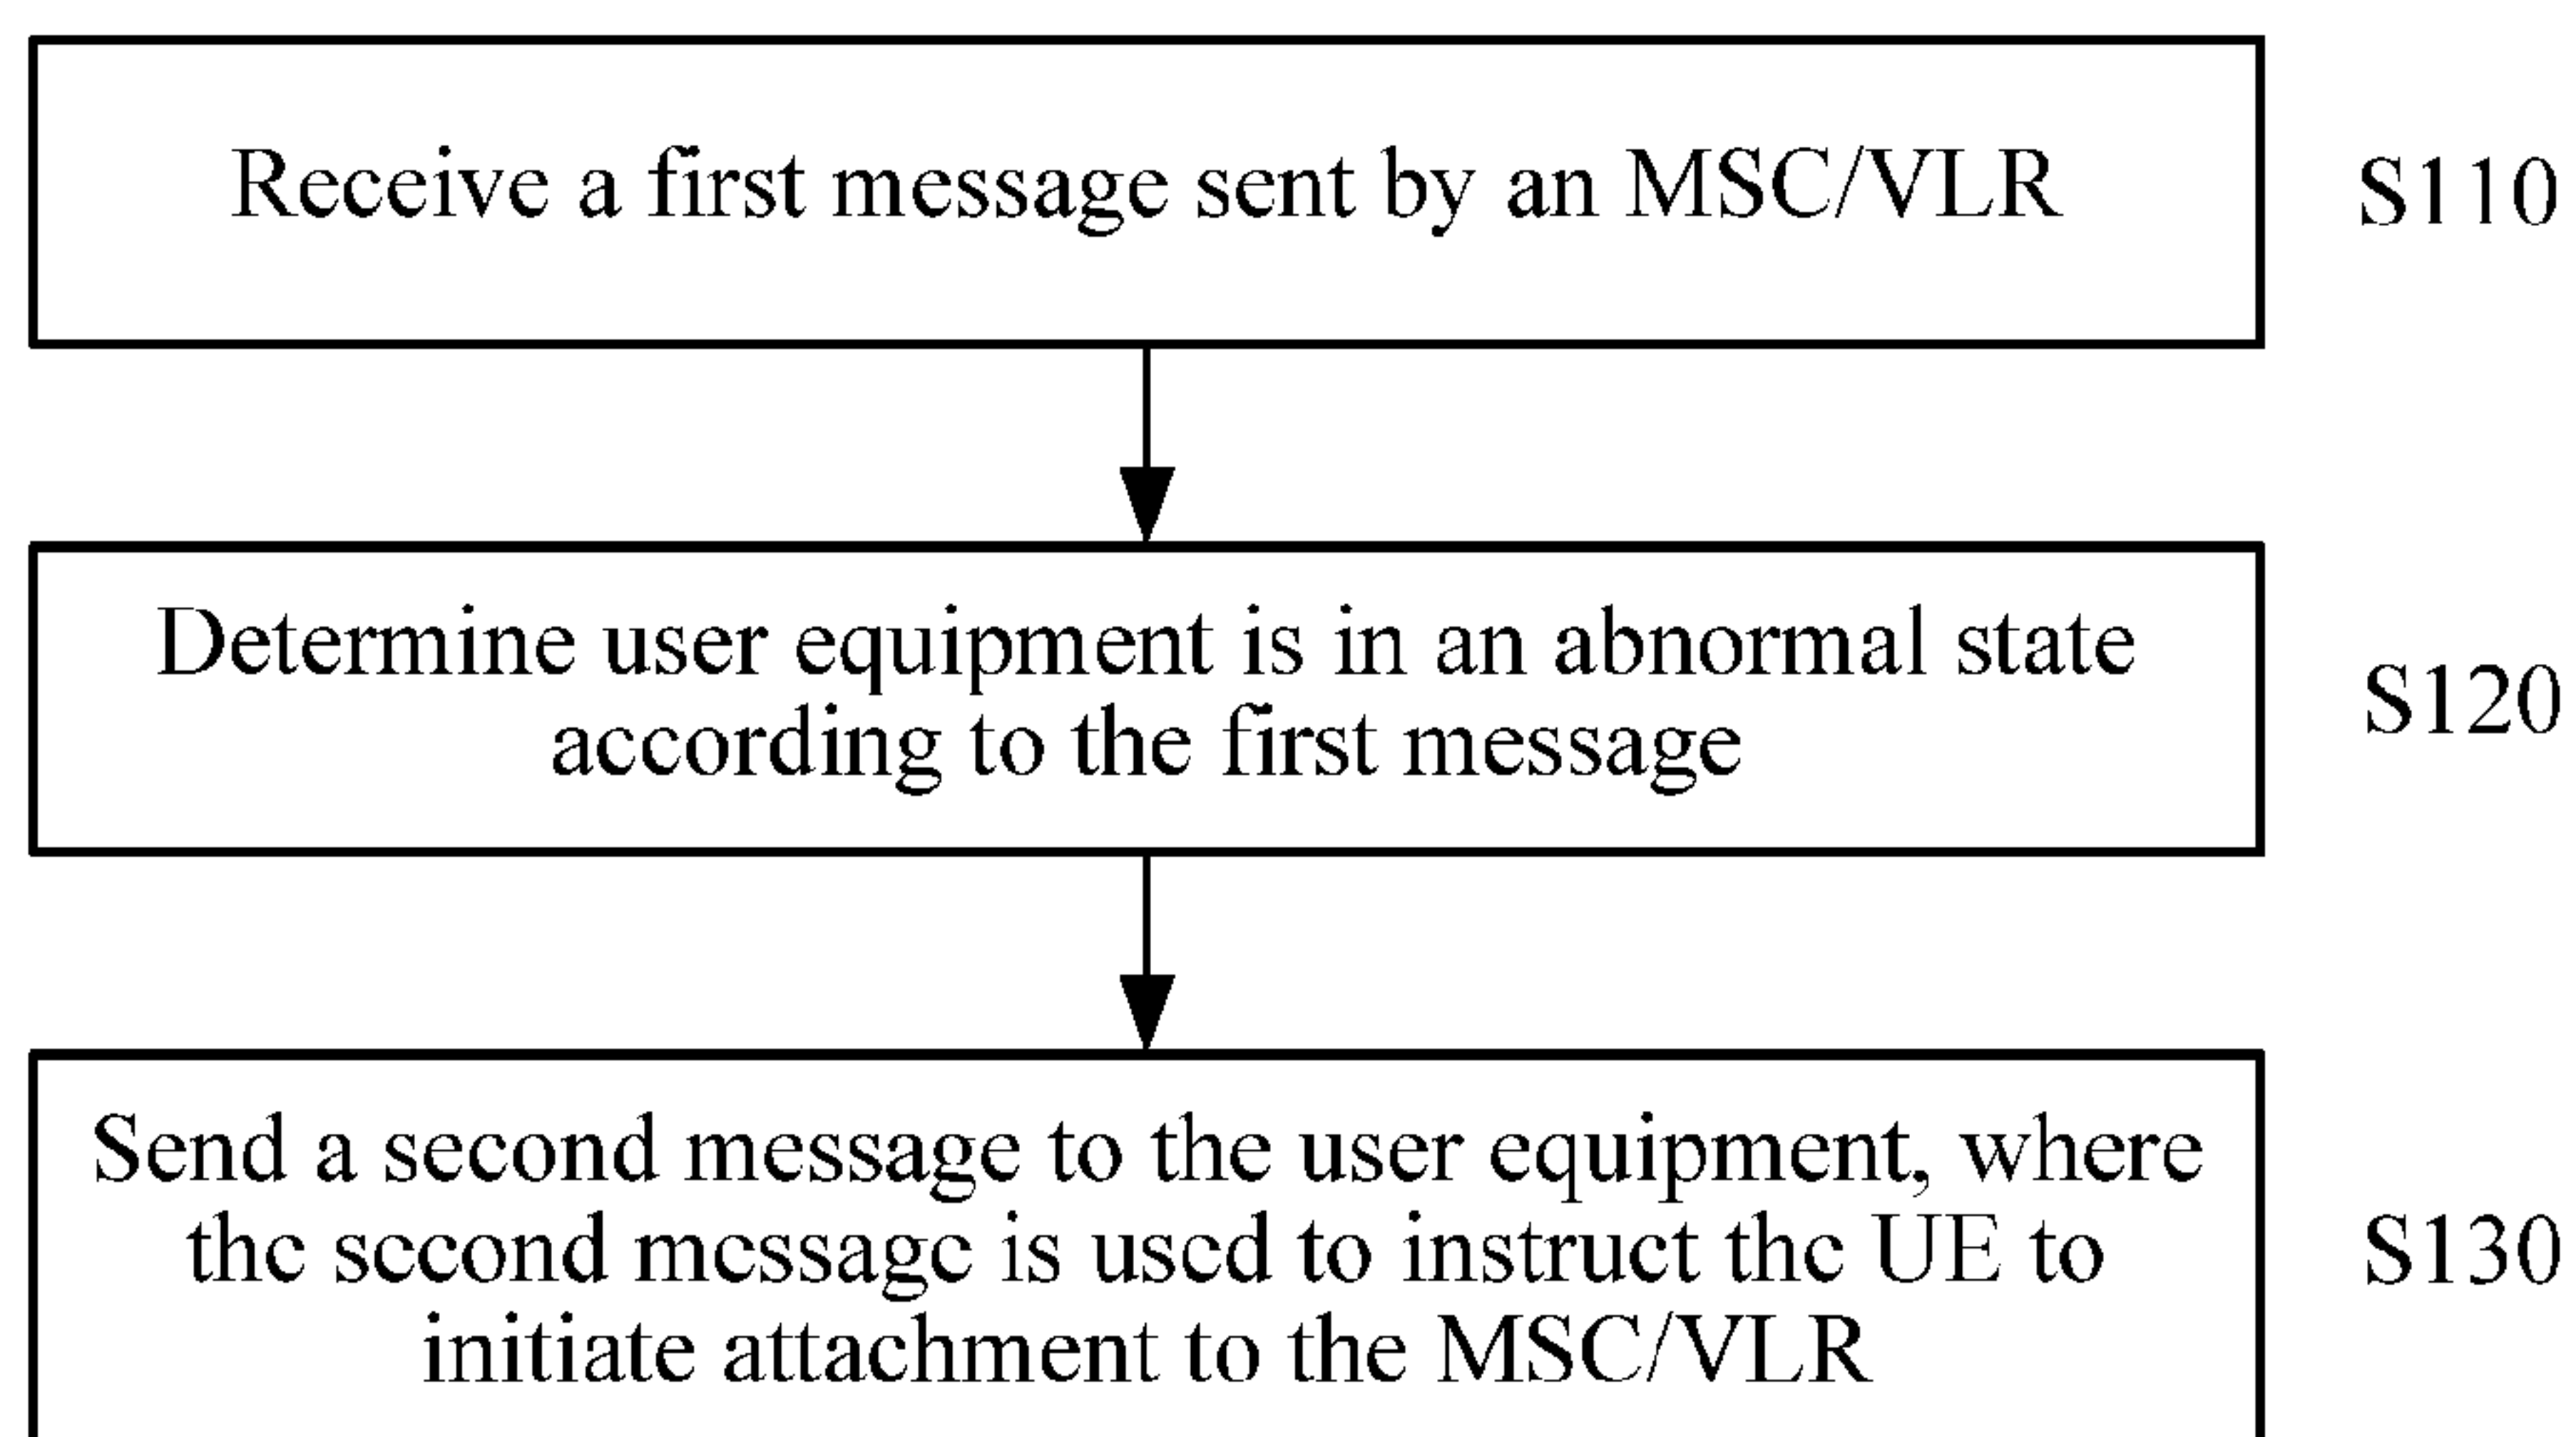 Receive a first message sent by an MSC/VLR
S110
Determine user equipment is in an abnormal state
according to the first message
S120
Send a second message to the user equipment, where
the second message is used to instruct the UE to
initiate attachment to the MSC/VLR
S130